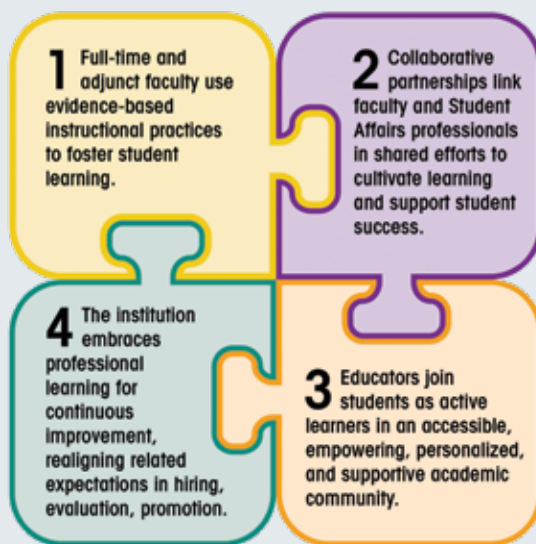 1 Full-time and
adjunct faculty use
evidence-based
instructional practices
to foster student
learning.
2 Collaborative
partnerships link
faculty and Student
Affairs professionals
in shared efforts to
cultivate learning
and support student
success.
3 Educators join
students as active
learners in an accessible,
empowering, personalized,
and supportive academic
community.
4 The institution
embraces
professional
learning for
continuous
improvement,
realigning related
expectations in hiring,
evaluation, promotion.